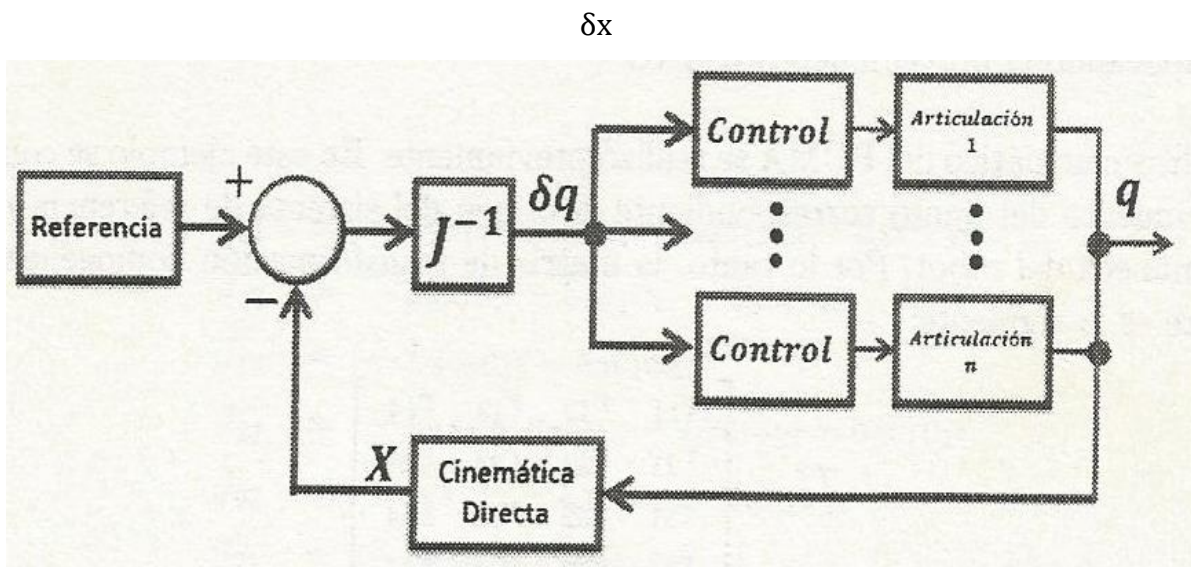 δx
Referencia
+
−
J⁻¹
δq
Control
Articulación
1
Control
Articulación
n
q
X
Cinemática
Directa